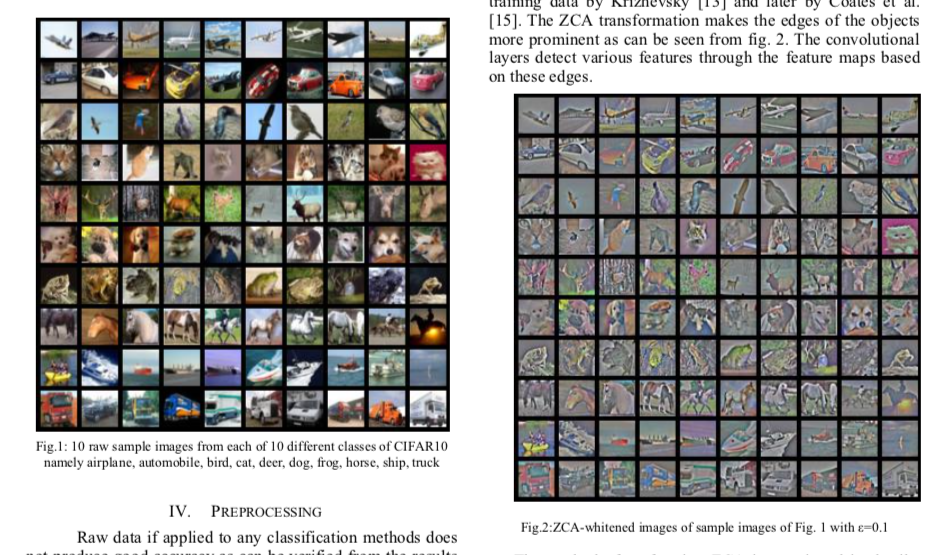 training data by Krizhevsky [13] and later by Coates et al.
[15]. The ZCA transformation makes the edges of the objects
more prominent as can be seen from fig. 2. The convolutional
layers detect various features through the feature maps based
on these edges.
Fig.1: 10 raw sample images from each of 10 different classes of CIFAR10
namely airplane, automobile, bird, cat, deer, dog, frog, horse, ship, truck
IV. PREPROCESSING
Raw data if applied to any classification methods does
Fig.2:ZCA-whitened images of sample images of Fig. 1 with ε=0.1